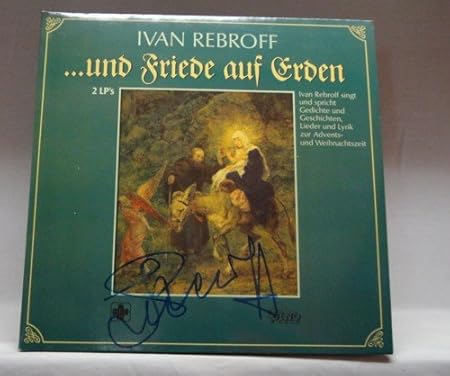 IVAN REBROFF
...und Friede auf Erden
2 LP's
Ivan Rebroff singt
und spricht
Gedichte und
Geschichten,
Lieder und Lyrik
zur Advents-
und Weihnachtszeit